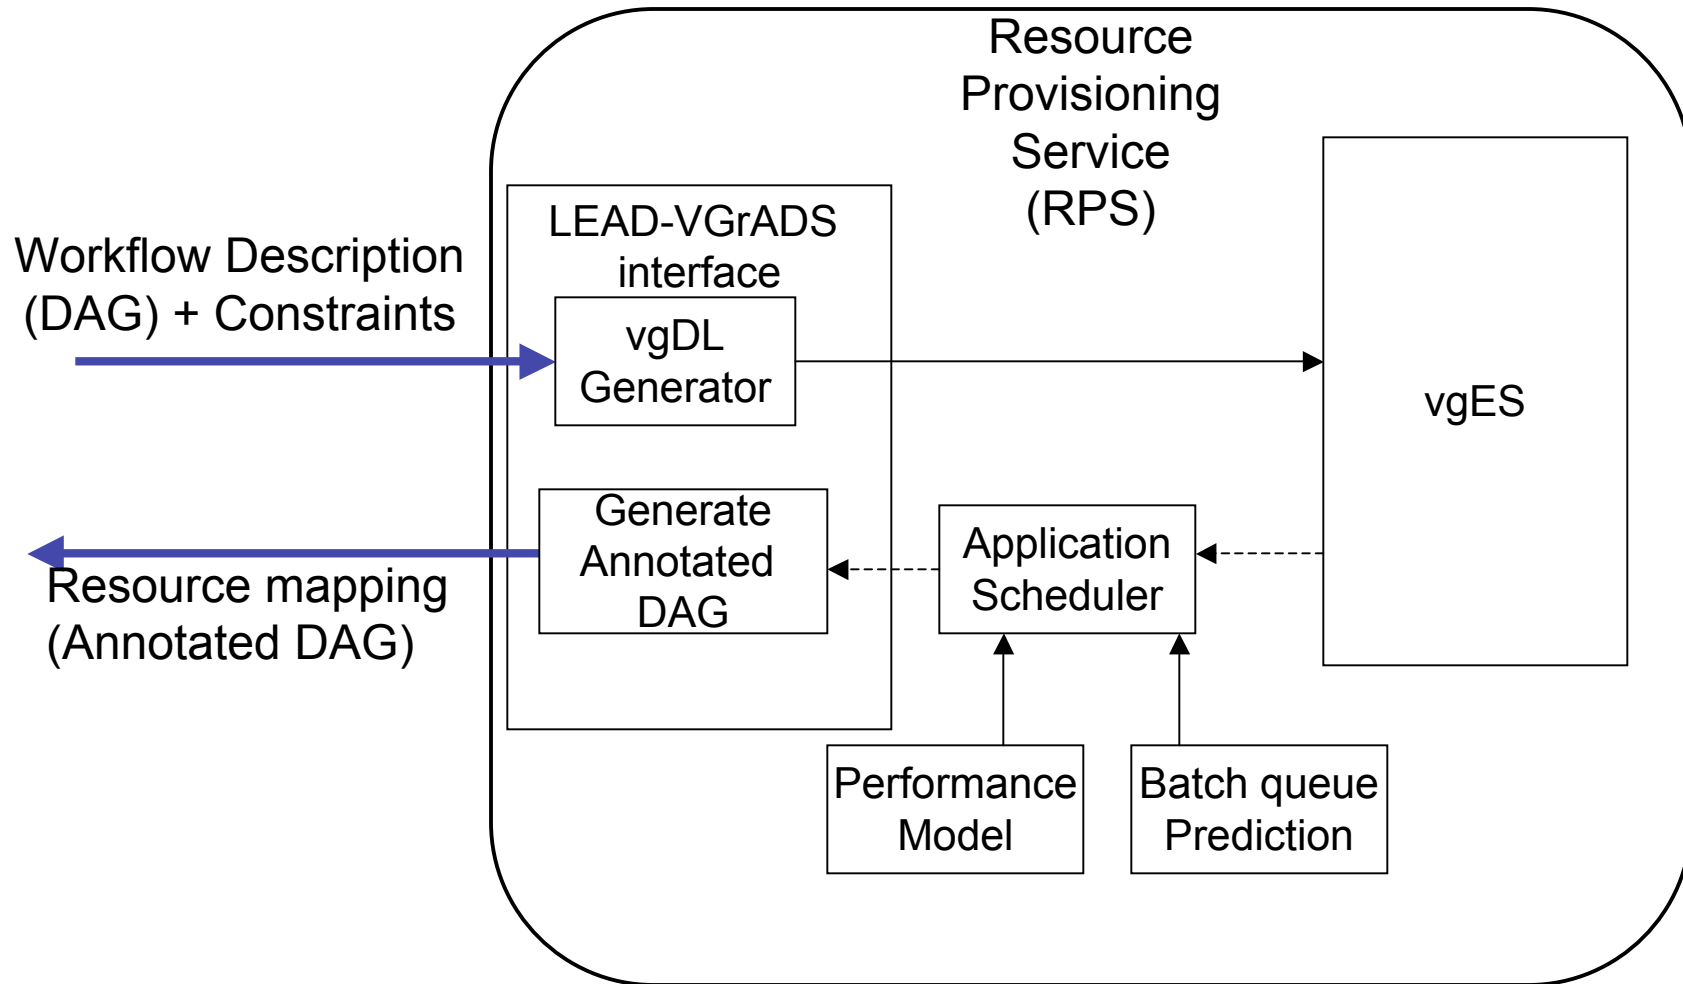 Resource
Provisioning
Service
(RPS)
LEAD-VGrADS
interface
Workflow Description
(DAG) + Constraints
vgDL
Generator
vgES
Generate
Annotated
DAG
Application
Scheduler
Resource mapping
(Annotated DAG)
Performance
Model
Batch queue
Prediction